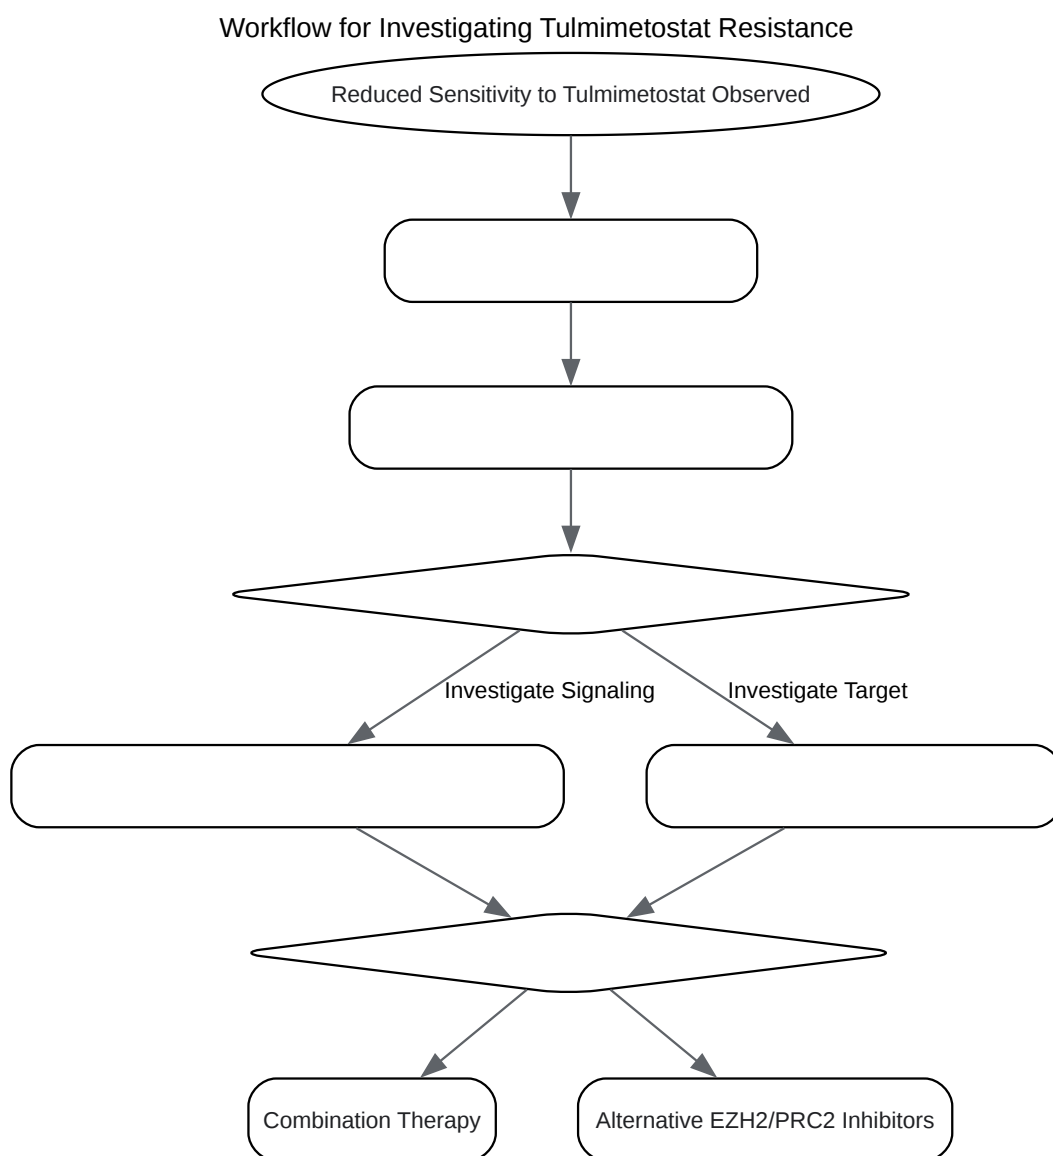 Workflow for Investigating Tulmimetostat Resistance
Reduced Sensitivity to Tulmimetostat Observed
Investigate Signaling
Investigate Target
Combination Therapy
Alternative EZH2/PRC2 Inhibitors